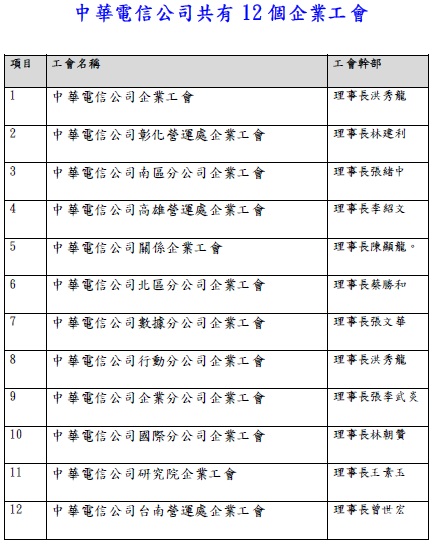 中華電信公司共有 12 個企業工會
項目 工會名稱 工會幹部
1 中華電信公司企業工會 理事長洪秀龍
2 中華電信公司彰化營運處企業工會 理事長林建利
3 中華電信公司南區分公司企業工會 理事長張緒中
4 中華電信公司高雄營運處企業工會 理事長李紹文
5 中華電信公司關係企業工會 理事長陳顯龍。
6 中華電信公司北區分公司企業工會 理事長蔡勝和
7 中華電信公司數據分公司企業工會 理事長張文華
8 中華電信公司行動分公司企業工會 理事長洪秀龍
9 中華電信公司企業分公司企業工會 理事長張李武炎
10 中華電信公司國際分公司企業工會 理事長林朝贊
11 中華電信公司研究院企業工會 理事長王素玉
12 中華電信公司台南營運處企業工會 理事長曾世宏